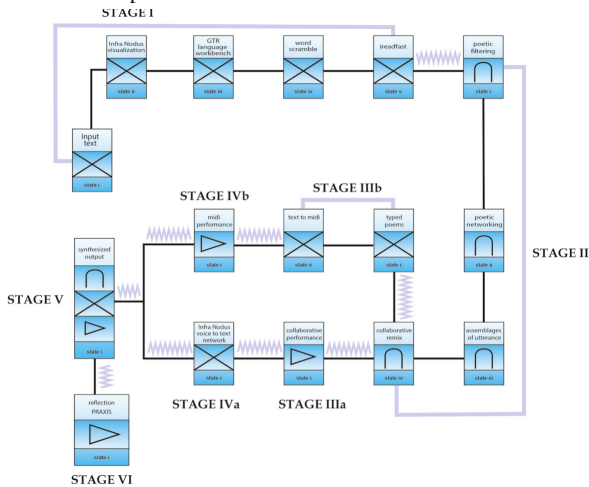 STAGE I
Infra Nodus
visualization
state ii
GTR
language
workbench
state iii
word
scramble
state iv
ireadfast
state v
poetic
filtering
state i
Input
text
state i
STAGE IVb
STAGE IIIb
midi
performance
state i
text to midi
state ii
typed
poems
state i
poetic
networking
state ii
STAGE II
synthesized
output
state i
STAGE V
Infra Nodus
voice to text
network
state i
collaborative
performance
state i
collaborative
remix
state iv
assemblages
of utterance
state iii
STAGE IVa
STAGE IIIa
reflection
PRAXIS
state i
STAGE VI